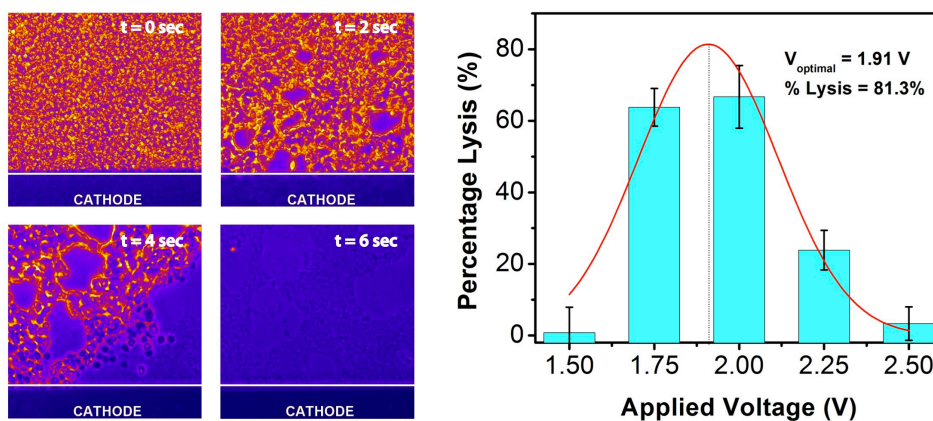 t = 0 sec
CATHODE
t = 2 sec
CATHODE
t = 4 sec
CATHODE
t = 6 sec
CATHODE
Percentage Lysis (%)
80
60
40
20
0
V optimal = 1.91 V
% Lysis = 81.3%
1.50 1.75 2.00 2.25 2.50
Applied Voltage (V)